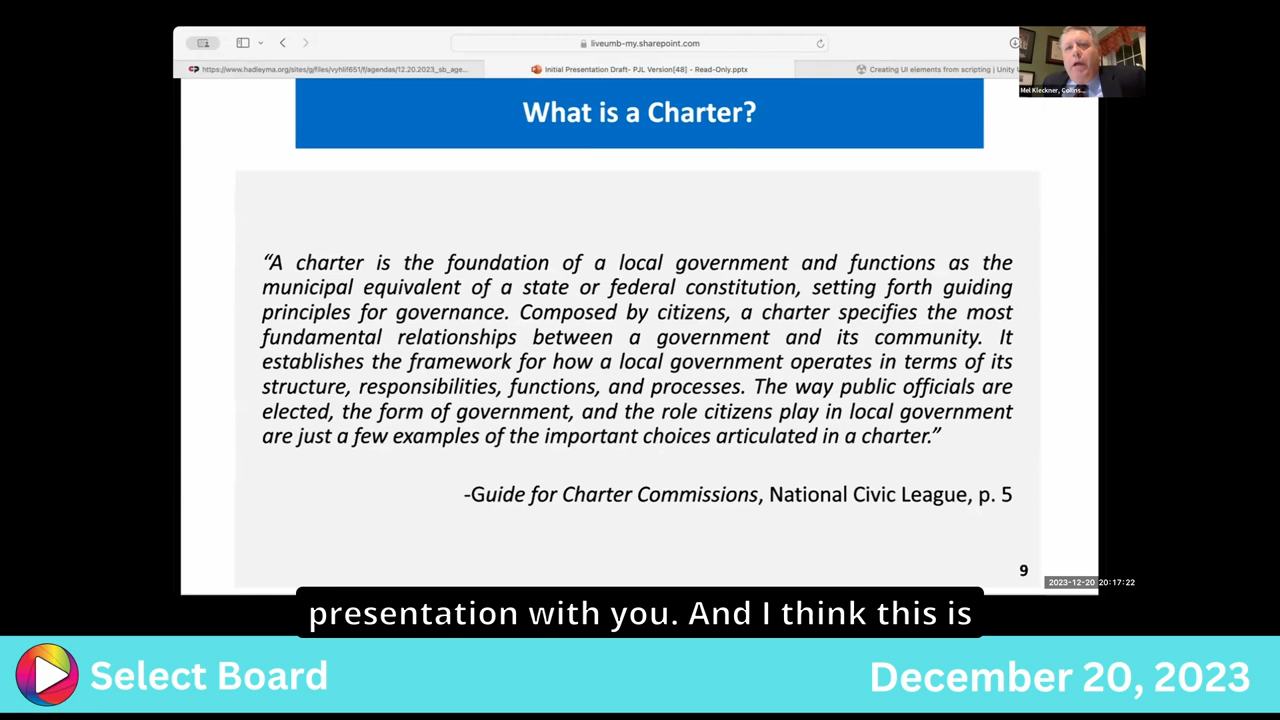 liveumb-my.sharepoint.com
https://www.hadleyma.org/sites/g/files/vyhlif651/f/agendas/12.20.2023_sb_age...
Initial Presentation Draft- PJL Version[48] - Read-Only.pptx
Creating UI elements from scripting | Unity U
Mel Kleckner, Collins...
What is a Charter?
“A charter is the foundation of a local government and functions as the
municipal equivalent of a state or federal constitution, setting forth guiding
principles for governance. Composed by citizens, a charter specifies the most
fundamental relationships between a government and its community. It
establishes the framework for how a local government operates in terms of its
structure, responsibilities, functions, and processes. The way public officials are
elected, the form of government, and the role citizens play in local government
are just a few examples of the important choices articulated in a charter.”
-Guide for Charter Commissions, National Civic League, p. 5
9
2023-12-20 20:17:22
presentation with you. And I think this is
Select Board
December 20, 2023